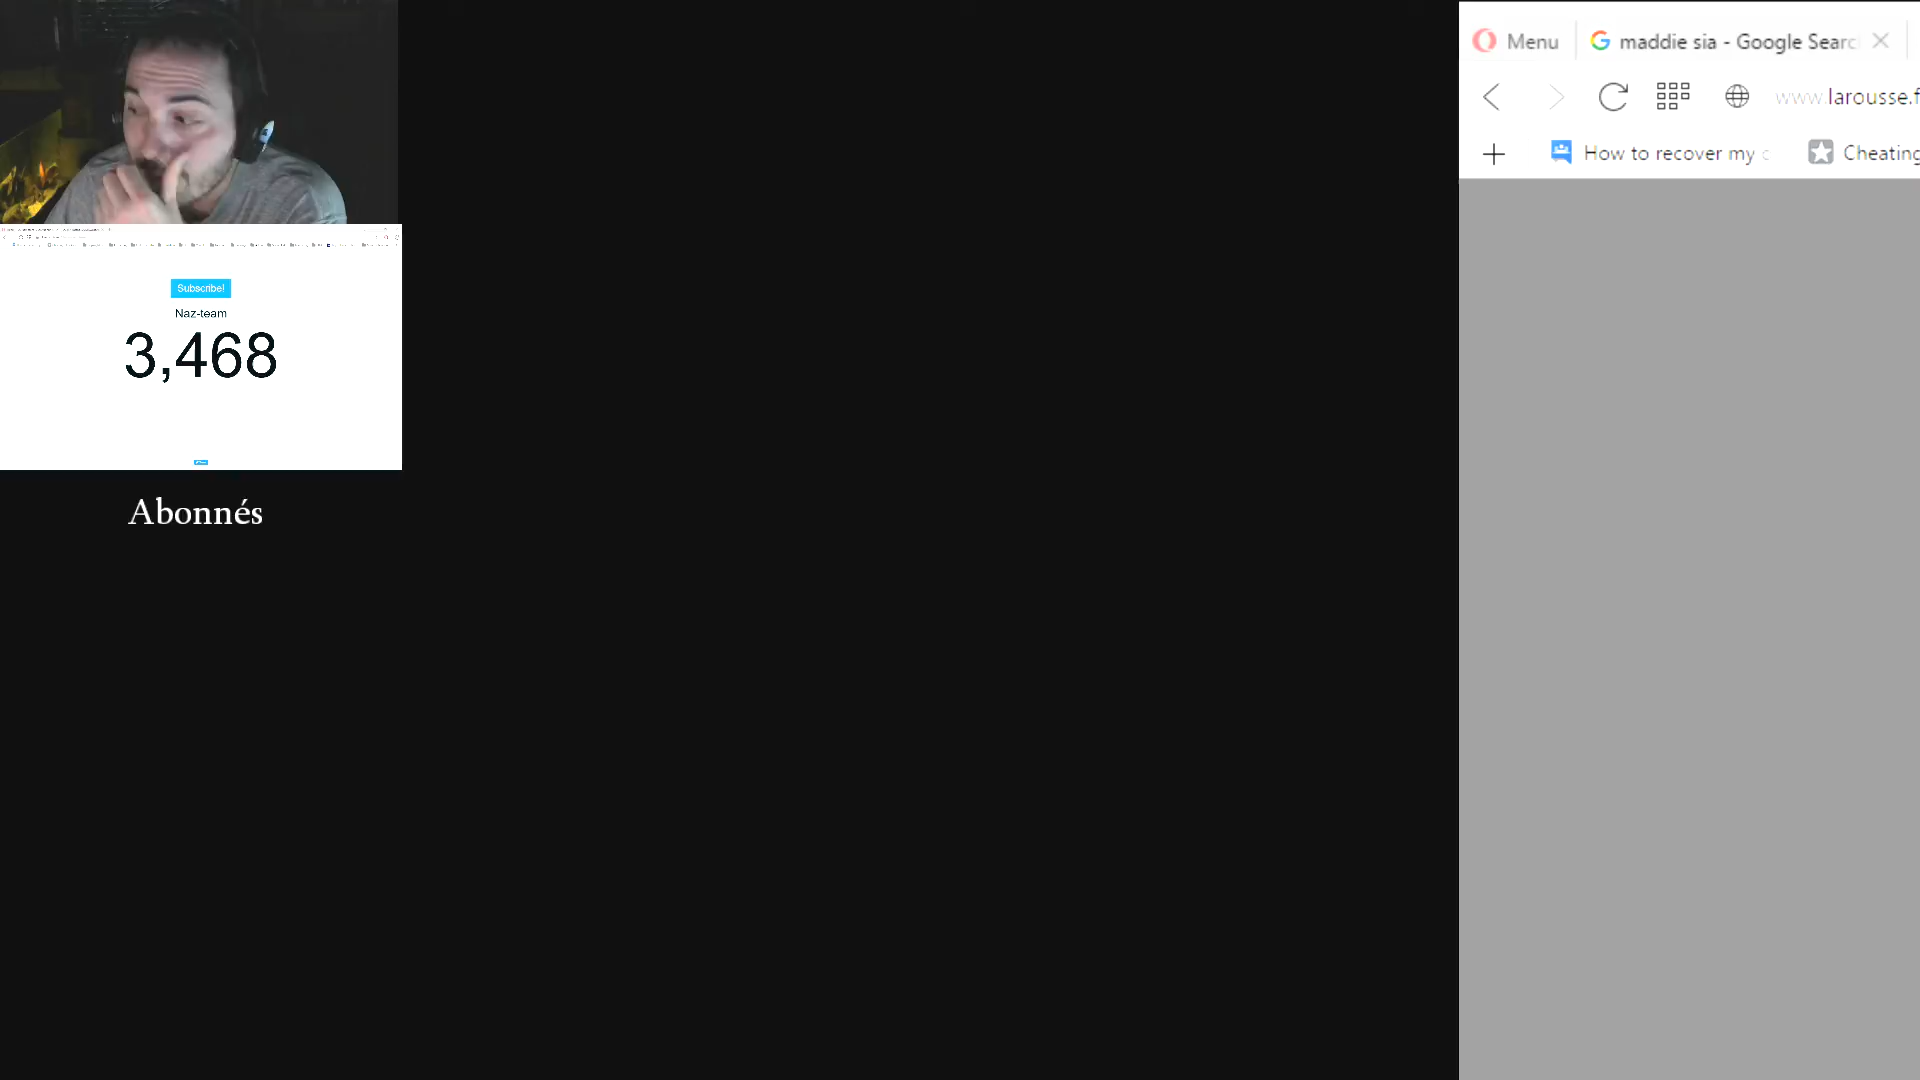 Subscribe!
Naz-team
3,468
Abonnés
Menu
maddie sia - Google Searc
www.larousse.f
How to recover my
Cheating